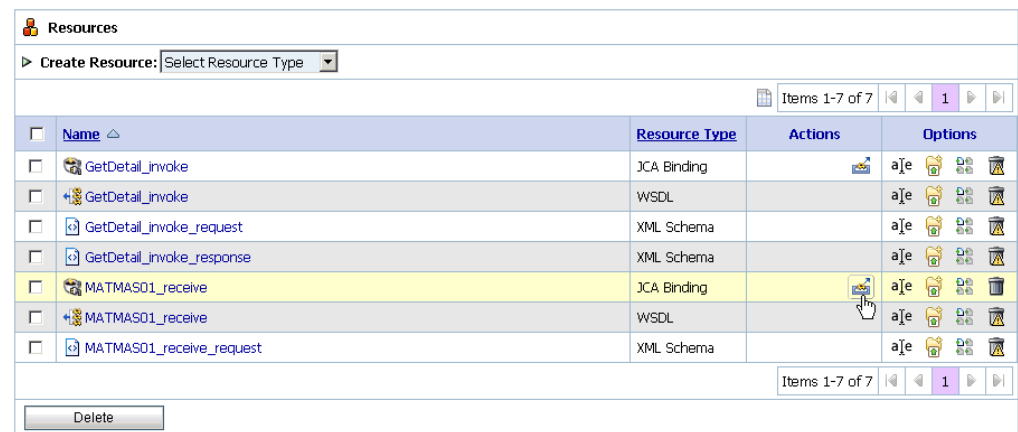 Resources
Create Resource: Select Resource Type
Items 1-7 of 7 1
Name Resource Type Actions Options
GetDetail_invoke JCA Binding
GetDetail_invoke WSDL
GetDetail_invoke_request XML Schema
GetDetail_invoke_response XML Schema
MATMAS01_receive JCA Binding
MATMAS01_receive WSDL
MATMAS01_receive_request XML Schema
Items 1-7 of 7 1
Delete